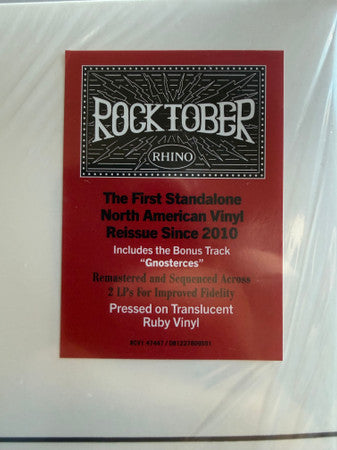 ROCKTOBER
RHINO
The First Standalone
North American Vinyl
Reissue Since 2010
Includes the Bonus Track
“Gnosterces”
Remastered and Sequenced Across
2 LPs For Improved Fidelity
Pressed on Translucent
Ruby Vinyl